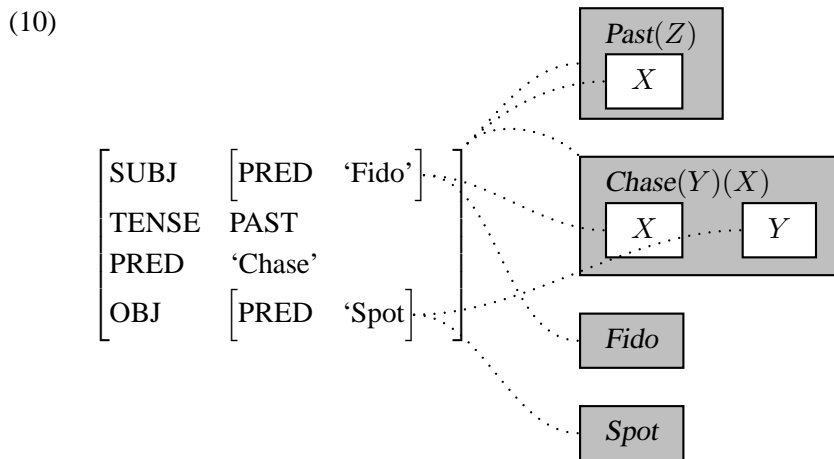 (10)
Past(Z)
X
SUBJ [PRED ‘Fido’]
TENSE PAST
PRED ‘Chase’
OBJ [PRED ‘Spot]
Chase(Y)(X)
X Y
Fido
Spot